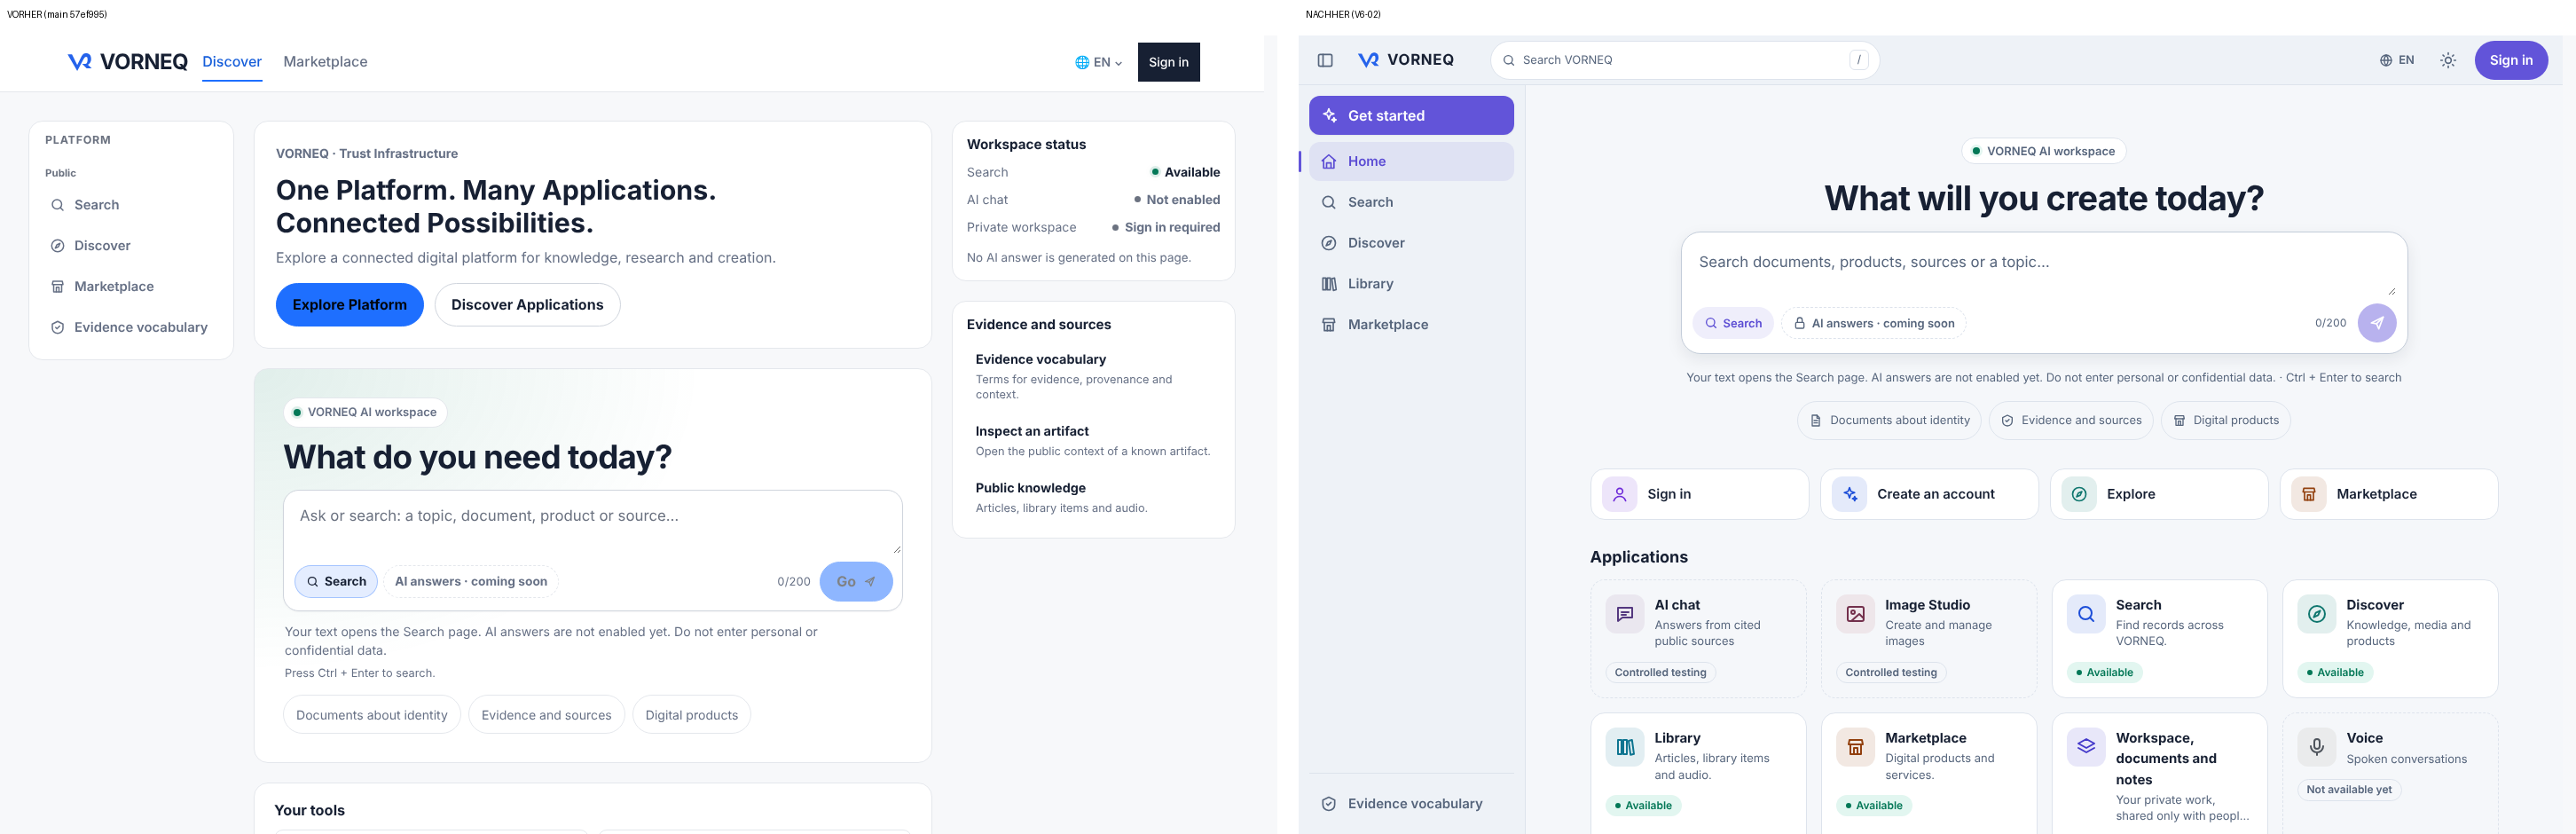 VORHER (main 57ef995)
VORNEQ
Discover
Marketplace
EN
Sign in
PLATFORM
Public
Search
Discover
Marketplace
Evidence vocabulary
VORNEQ · Trust Infrastructure
One Platform. Many Applications.
Connected Possibilities.
Explore a connected digital platform for knowledge, research and creation.
Explore Platform
Discover Applications
VORNEQ AI workspace
What do you need today?
Ask or search: a topic, document, product or source...
Search
AI answers · coming soon
0/200
Go
Your text opens the Search page. AI answers are not enabled yet. Do not enter personal or
confidential data.
Press Ctrl + Enter to search.
Documents about identity
Evidence and sources
Digital products
Your tools
Workspace status
Search
Available
AI chat
Not enabled
Private workspace
Sign in required
No AI answer is generated on this page.
Evidence and sources
Evidence vocabulary
Terms for evidence, provenance and
context.
Inspect an artifact
Open the public context of a known artifact.
Public knowledge
Articles, library items and audio.
NACHHER (V6-02)
VORNEQ
Search VORNEQ
/
EN
Sign in
Get started
Home
Search
Discover
Library
Marketplace
Evidence vocabulary
VORNEQ AI workspace
What will you create today?
Search documents, products, sources or a topic...
Search
AI answers · coming soon
0/200
Your text opens the Search page. AI answers are not enabled yet. Do not enter personal or confidential data. · Ctrl + Enter to search
Documents about identity
Evidence and sources
Digital products
Sign in
Create an account
Explore
Marketplace
Applications
AI chat
Answers from cited
public sources
Controlled testing
Image Studio
Create and manage
images
Controlled testing
Search
Find records across
VORNEQ.
Available
Discover
Knowledge, media and
products
Available
Library
Articles, library items
and audio.
Available
Marketplace
Digital products and
services.
Available
Workspace,
documents and
notes
Your private work,
shared only with peopl...
Voice
Spoken conversations
Not available yet